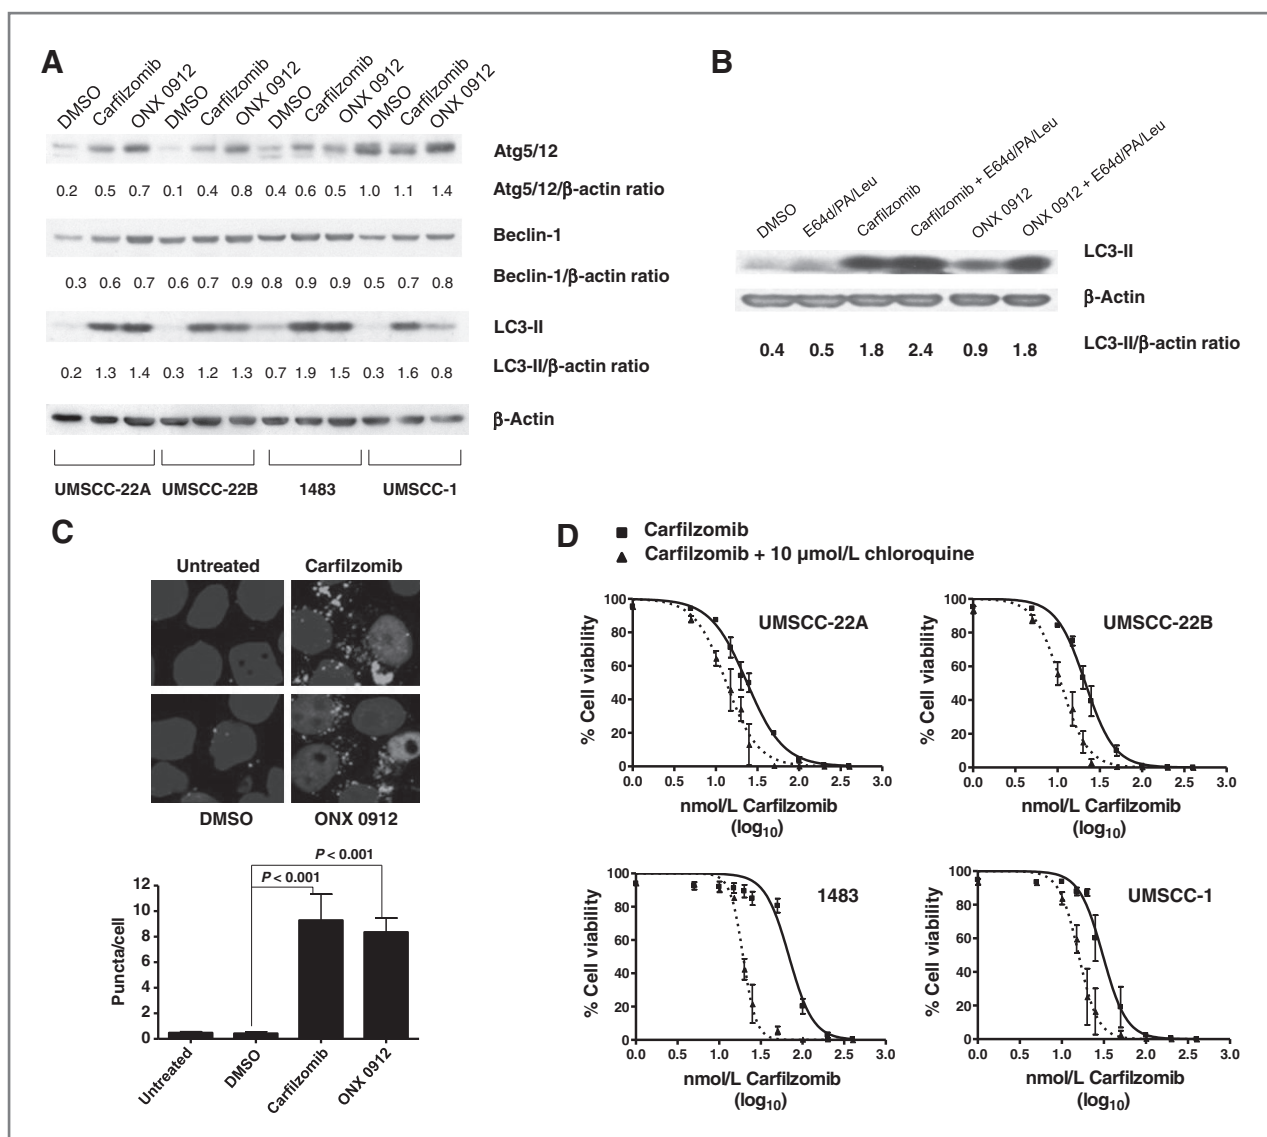 A
DMSO
Carfilzomib
ONX 0912
DMSO
Carfilzomib
ONX 0912
DMSO
Carfilzomib
ONX 0912
DMSO
Carfilzomib
ONX 0912
Atg5/12
0.2 0.5 0.7 0.1 0.4 0.8 0.4 0.6 0.5 1.0 1.1 1.4 Atg5/12/β-actin ratio
Beclin-1
0.3 0.6 0.7 0.6 0.7 0.9 0.8 0.9 0.9 0.5 0.7 0.8 Beclin-1/β-actin ratio
LC3-II
0.2 1.3 1.4 0.3 1.2 1.3 0.7 1.9 1.5 0.3 1.6 0.8 LC3-II/β-actin ratio
β-Actin
UMSCC-22A UMSCC-22B 1483 UMSCC-1
B
DMSO
E64d/PA/Leu
Carfilzomib
Carfilzomib + E64d/PA/Leu
ONX 0912
ONX 0912 + E64d/PA/Leu
LC3-II
β-Actin
0.4 0.5 1.8 2.4 0.9 1.8 LC3-II/β-actin ratio
C
Untreated Carfilzomib
DMSO ONX 0912
P < 0.001
P < 0.001
Puncta/cell
12
10
8
6
4
2
0
Untreated
DMSO
Carfilzomib
ONX 0912
D
Carfilzomib
Carfilzomib + 10 μmol/L chloroquine
UMSCC-22A
% Cell viability
100
80
60
40
20
0
0.0 0.5 1.0 1.5 2.0 2.5 3.0
nmol/L Carfilzomib
(log10)
UMSCC-22B
% Cell viability
100
80
60
40
20
0
0.0 0.5 1.0 1.5 2.0 2.5 3.0
nmol/L Carfilzomib
(log10)
1483
% Cell viability
100
80
60
40
20
0
0.0 0.5 1.0 1.5 2.0 2.5 3.0
nmol/L Carfilzomib
(log10)
UMSCC-1
% Cell viability
100
80
60
40
20
0
0.0 0.5 1.0 1.5 2.0 2.5 3.0
nmol/L Carfilzomib
(log10)